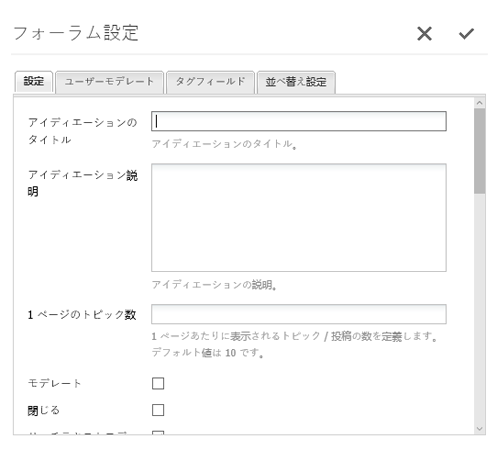 フォーラム設定
設定 ユーザーモデレート タグフィールド 並べ替え設定
アイディエーションの
タイトル
アイディエーションのタイトル。
アイディエーション説
明
アイディエーションの説明。
1 ページのトピック数
1 ページあたりに表示されるトピック / 投稿の数を定義します。
デフォルト値は 10 です。
モデレート
閉じる